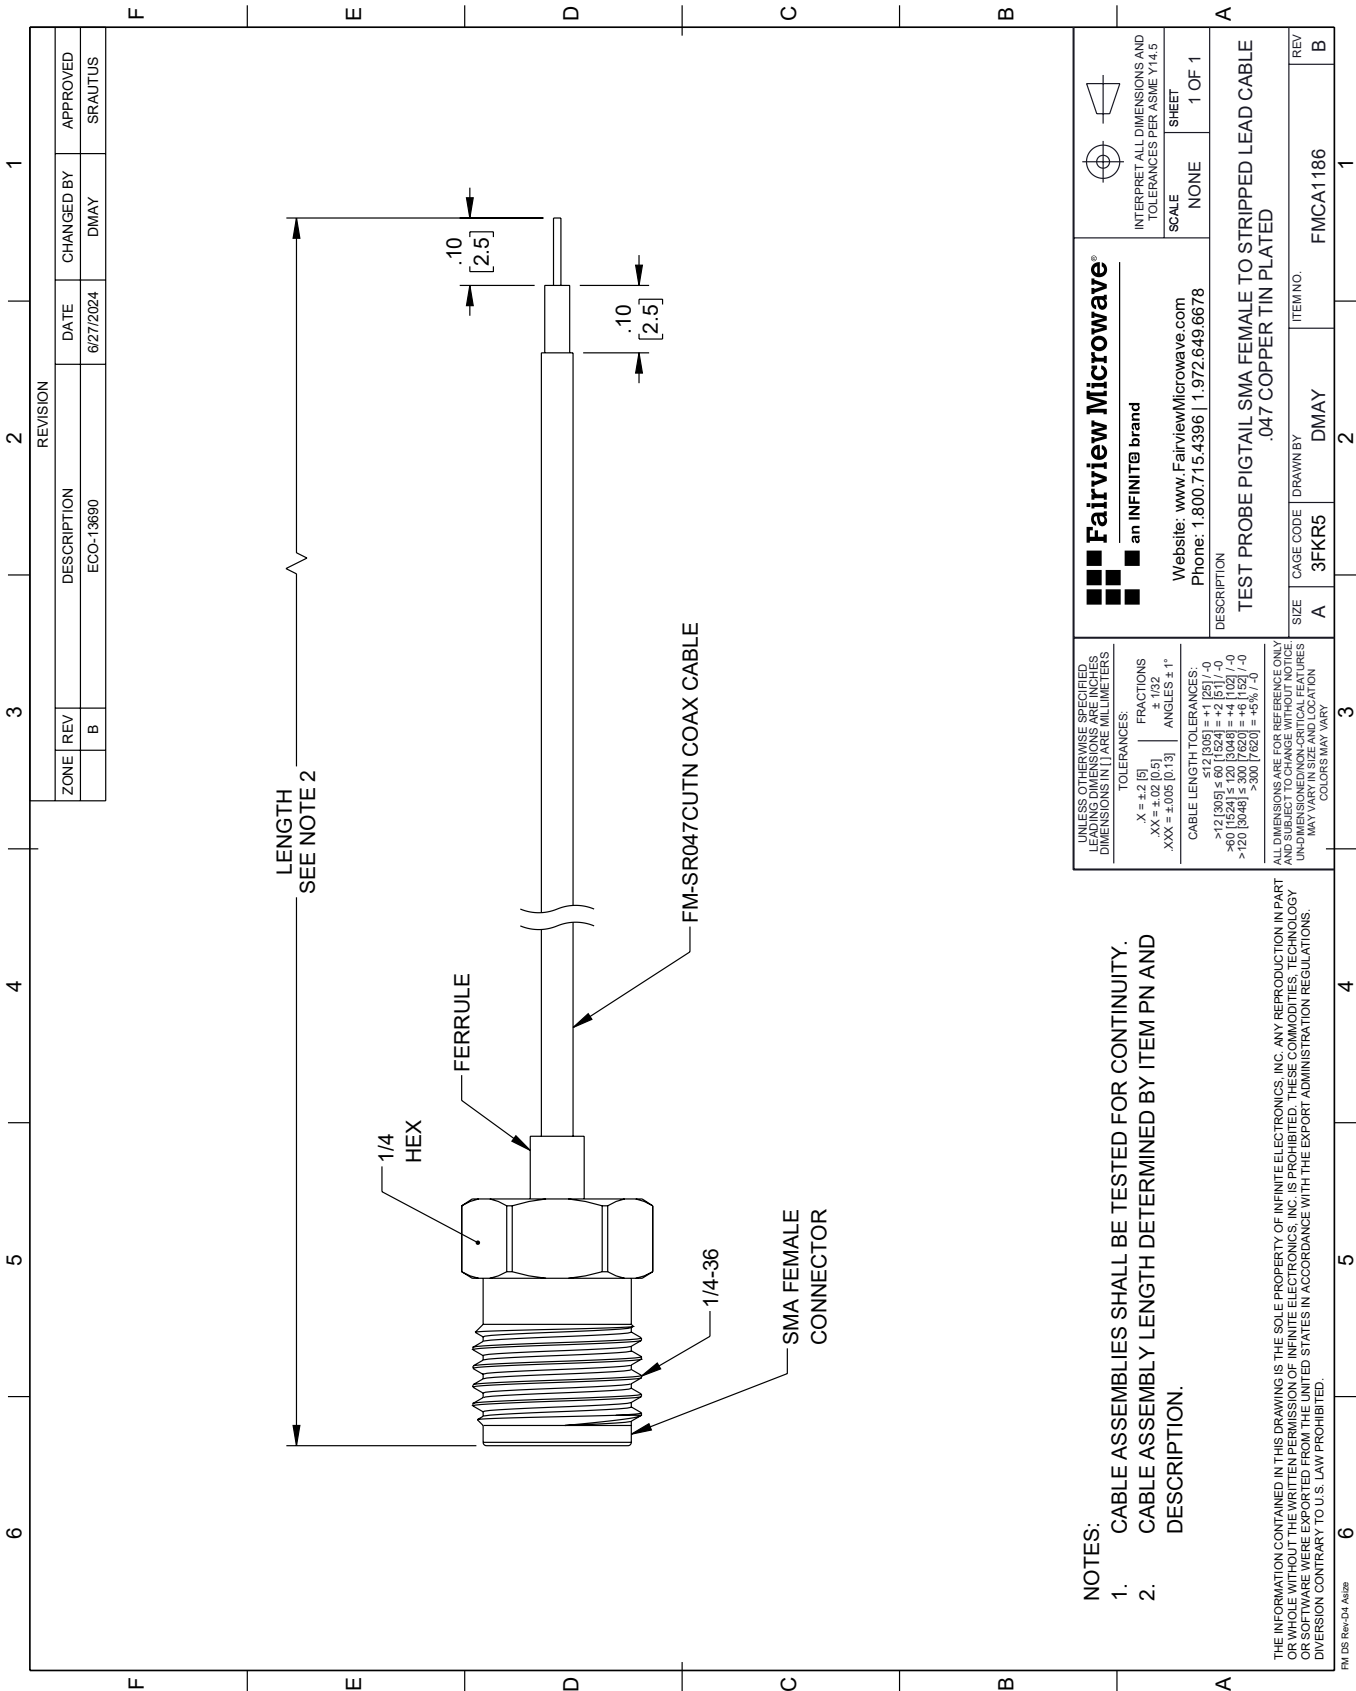 6
5
4
3
2
1
REVISION
ZONE REV DESCRIPTION DATE CHANGED BY APPROVED
B ECO-13690 6/27/2024 DMAY SRAUTUS
F
F
E
E
D
D
C
C
B
B
A
A
LENGTH
SEE NOTE 2
.10
[2.5]
.10
[2.5]
1/4
HEX
FERRULE
FM-SR047CUTN COAX CABLE
1/4-36
SMA FEMALE
CONNECTOR
NOTES:
1. CABLE ASSEMBLIES SHALL BE TESTED FOR CONTINUITY.
2. CABLE ASSEMBLY LENGTH DETERMINED BY ITEM PN AND
DESCRIPTION.
THE INFORMATION CONTAINED IN THIS DRAWING IS THE SOLE PROPERTY OF INFINITE ELECTRONICS, INC. ANY REPRODUCTION IN PART
OR WHOLE WITHOUT THE WRITTEN PERMISSION OF INFINITE ELECTRONICS, INC. IS PROHIBITED. THESE COMMODITIES, TECHNOLOGY
OR SOFTWARE WERE EXPORTED FROM THE UNITED STATES IN ACCORDANCE WITH THE EXPORT ADMINISTRATION REGULATIONS.
DIVERSION CONTRARY TO U.S. LAW PROHIBITED.
UNLESS OTHERWISE SPECIFIED
LEADING DIMENSIONS ARE INCHES
DIMENSIONS IN [ ] ARE MILLIMETERS
TOLERANCES:
.X = ±.2 [5]
.XX = ±.02 [0.5]
.XXX = ±.005 [0.13]
FRACTIONS
± 1/32
ANGLES ± 1°
CABLE LENGTH TOLERANCES:
≤12 [305] = +1 [25] / -0
>12 [305] ≤ 60 [1524] = +2 [51] / -0
>60 [1524] ≤ 120 [3048] = +4 [102] / -0
>120 [3048] ≤ 300 [7620] = +6 [152] / -0
>300 [7620] = +5% / -0
ALL DIMENSIONS ARE FOR REFERENCE ONLY
AND SUBJECT TO CHANGE WITHOUT NOTICE.
UN-DIMENSIONED/NON-CRITICAL FEATURES
MAY VARY IN SIZE AND LOCATION
COLORS MAY VARY
Fairview Microwave®
an INFINIT@ brand
Website: www.FairviewMicrowave.com
Phone: 1.800.715.4396 | 1.972.649.6678
INTERPRET ALL DIMENSIONS AND
TOLERANCES PER ASME Y14.5
SCALE
NONE
SHEET
1 OF 1
DESCRIPTION
TEST PROBE PIGTAIL SMA FEMALE TO STRIPPED LEAD CABLE
.047 COPPER TIN PLATED
SIZE
A
CAGE CODE
3FKR5
DRAWN BY
DMAY
ITEM NO.
FMCA1186
REV
B
6
5
4
3
2
1
FM DS Rev-D4 Asize